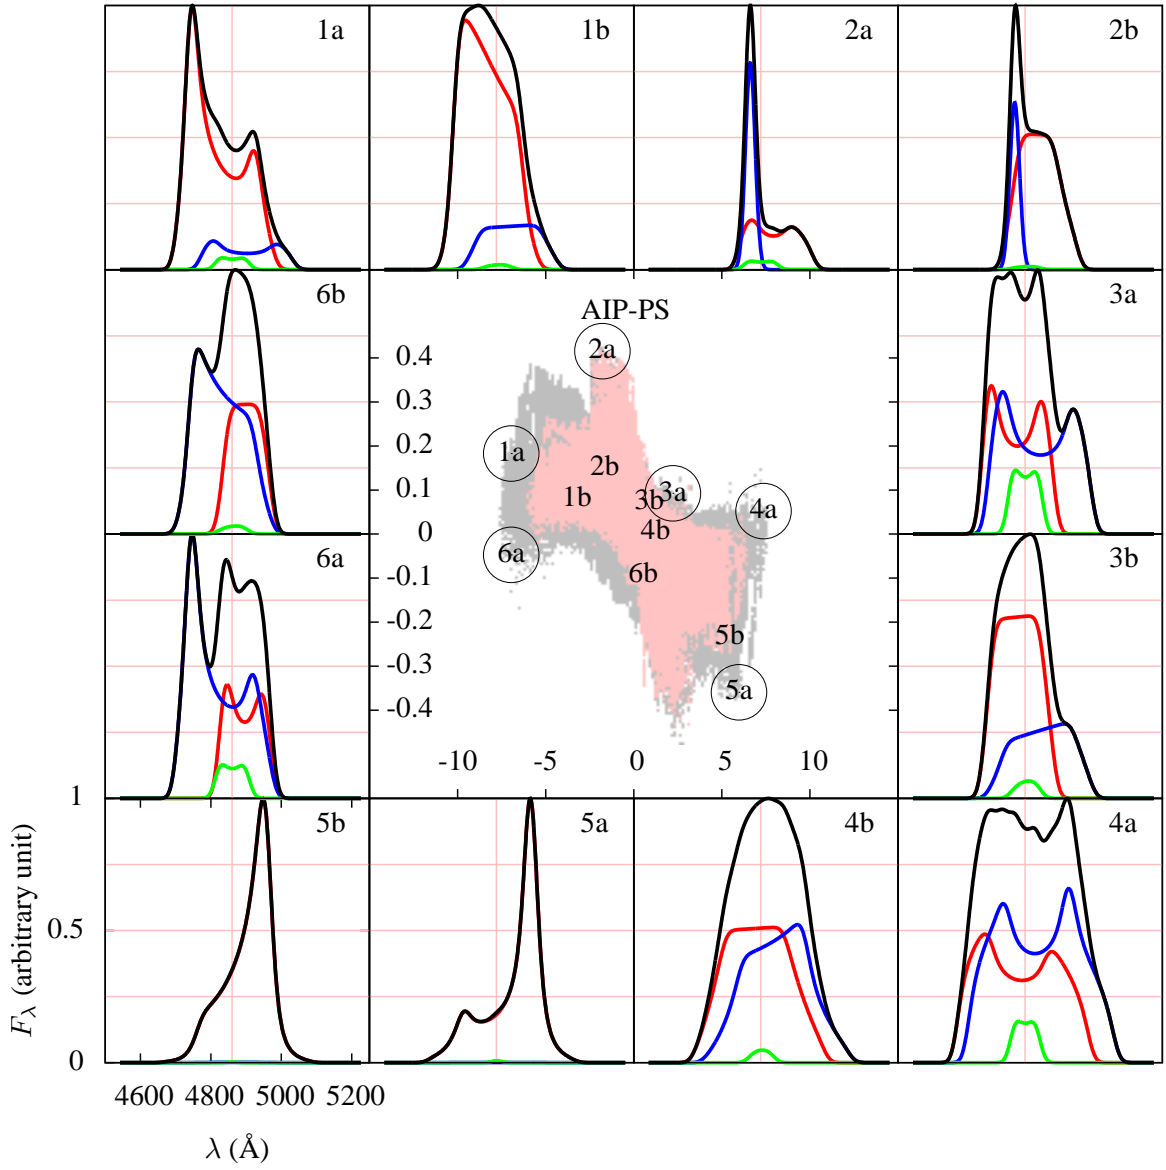 1a
1b
2a
2b
6b
AIP-PS
3a
2a
0.4
0.3
1a
0.2
2b
3a
0.1
1b
3b
4a
0
4b
6a
6a
3b
-0.1
6b
-0.2
5b
-0.3
5a
-0.4
-10
-5
0
5
10
1
5b
5a
4b
4a
0.5
0
Fλ (arbitrary unit)
4600 4800 5000 5200
λ (Å)